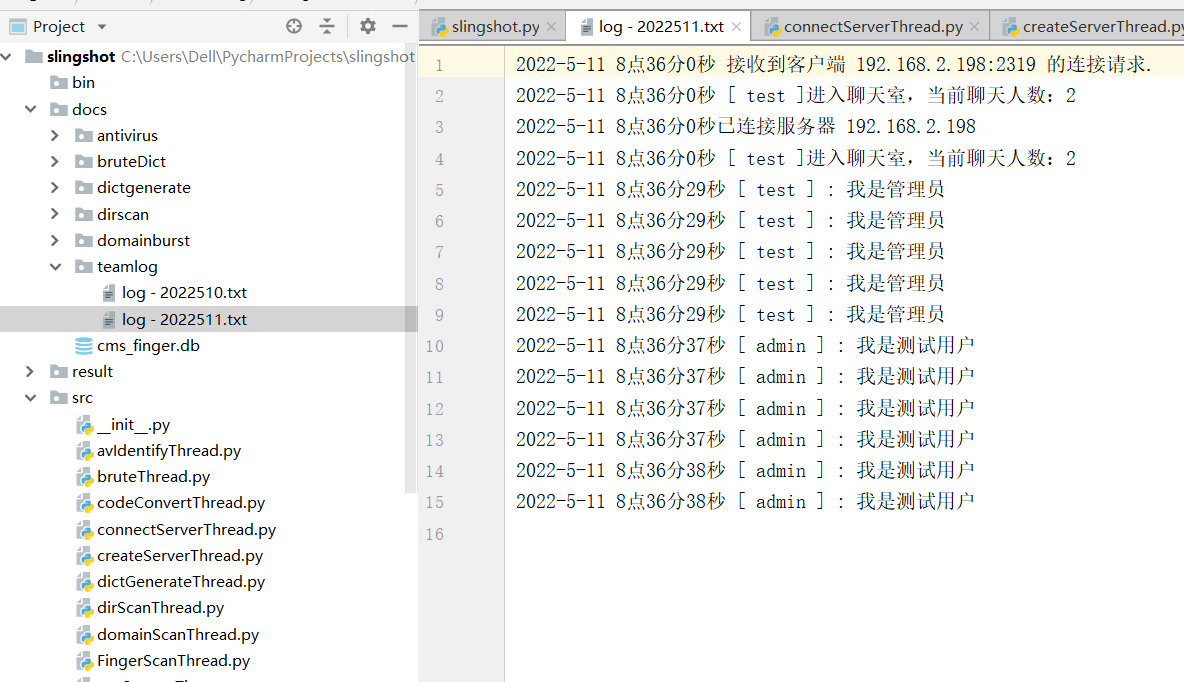 Project
slingshot C:\Users\Dell\PycharmProjects\slingshot
bin
docs
antivirus
bruteDict
dictgenerate
dirscan
domainburst
teamlog
log - 2022510.txt
log - 2022511.txt
cms_finger.db
result
src
__init__.py
avIdentifyThread.py
bruteThread.py
codeConvertThread.py
connectServerThread.py
createServerThread.py
dictGenerateThread.py
dirScanThread.py
domainScanThread.py
FingerScanThread.py
slingshot.py
log - 2022511.txt
connectServerThread.py
createServerThread.py
1 2022-5-11 8点36分0秒 接收到客户端 192.168.2.198:2319 的连接请求.
2 2022-5-11 8点36分0秒 [ test ]进入聊天室，当前聊天人数：2
3 2022-5-11 8点36分0秒已连接服务器 192.168.2.198
4 2022-5-11 8点36分0秒 [ test ]进入聊天室，当前聊天人数：2
5 2022-5-11 8点36分29秒 [ test ] : 我是管理员
6 2022-5-11 8点36分29秒 [ test ] : 我是管理员
7 2022-5-11 8点36分29秒 [ test ] : 我是管理员
8 2022-5-11 8点36分29秒 [ test ] : 我是管理员
9 2022-5-11 8点36分29秒 [ test ] : 我是管理员
10 2022-5-11 8点36分37秒 [ admin ] : 我是测试用户
11 2022-5-11 8点36分37秒 [ admin ] : 我是测试用户
12 2022-5-11 8点36分37秒 [ admin ] : 我是测试用户
13 2022-5-11 8点36分37秒 [ admin ] : 我是测试用户
14 2022-5-11 8点36分38秒 [ admin ] : 我是测试用户
15 2022-5-11 8点36分38秒 [ admin ] : 我是测试用户
16